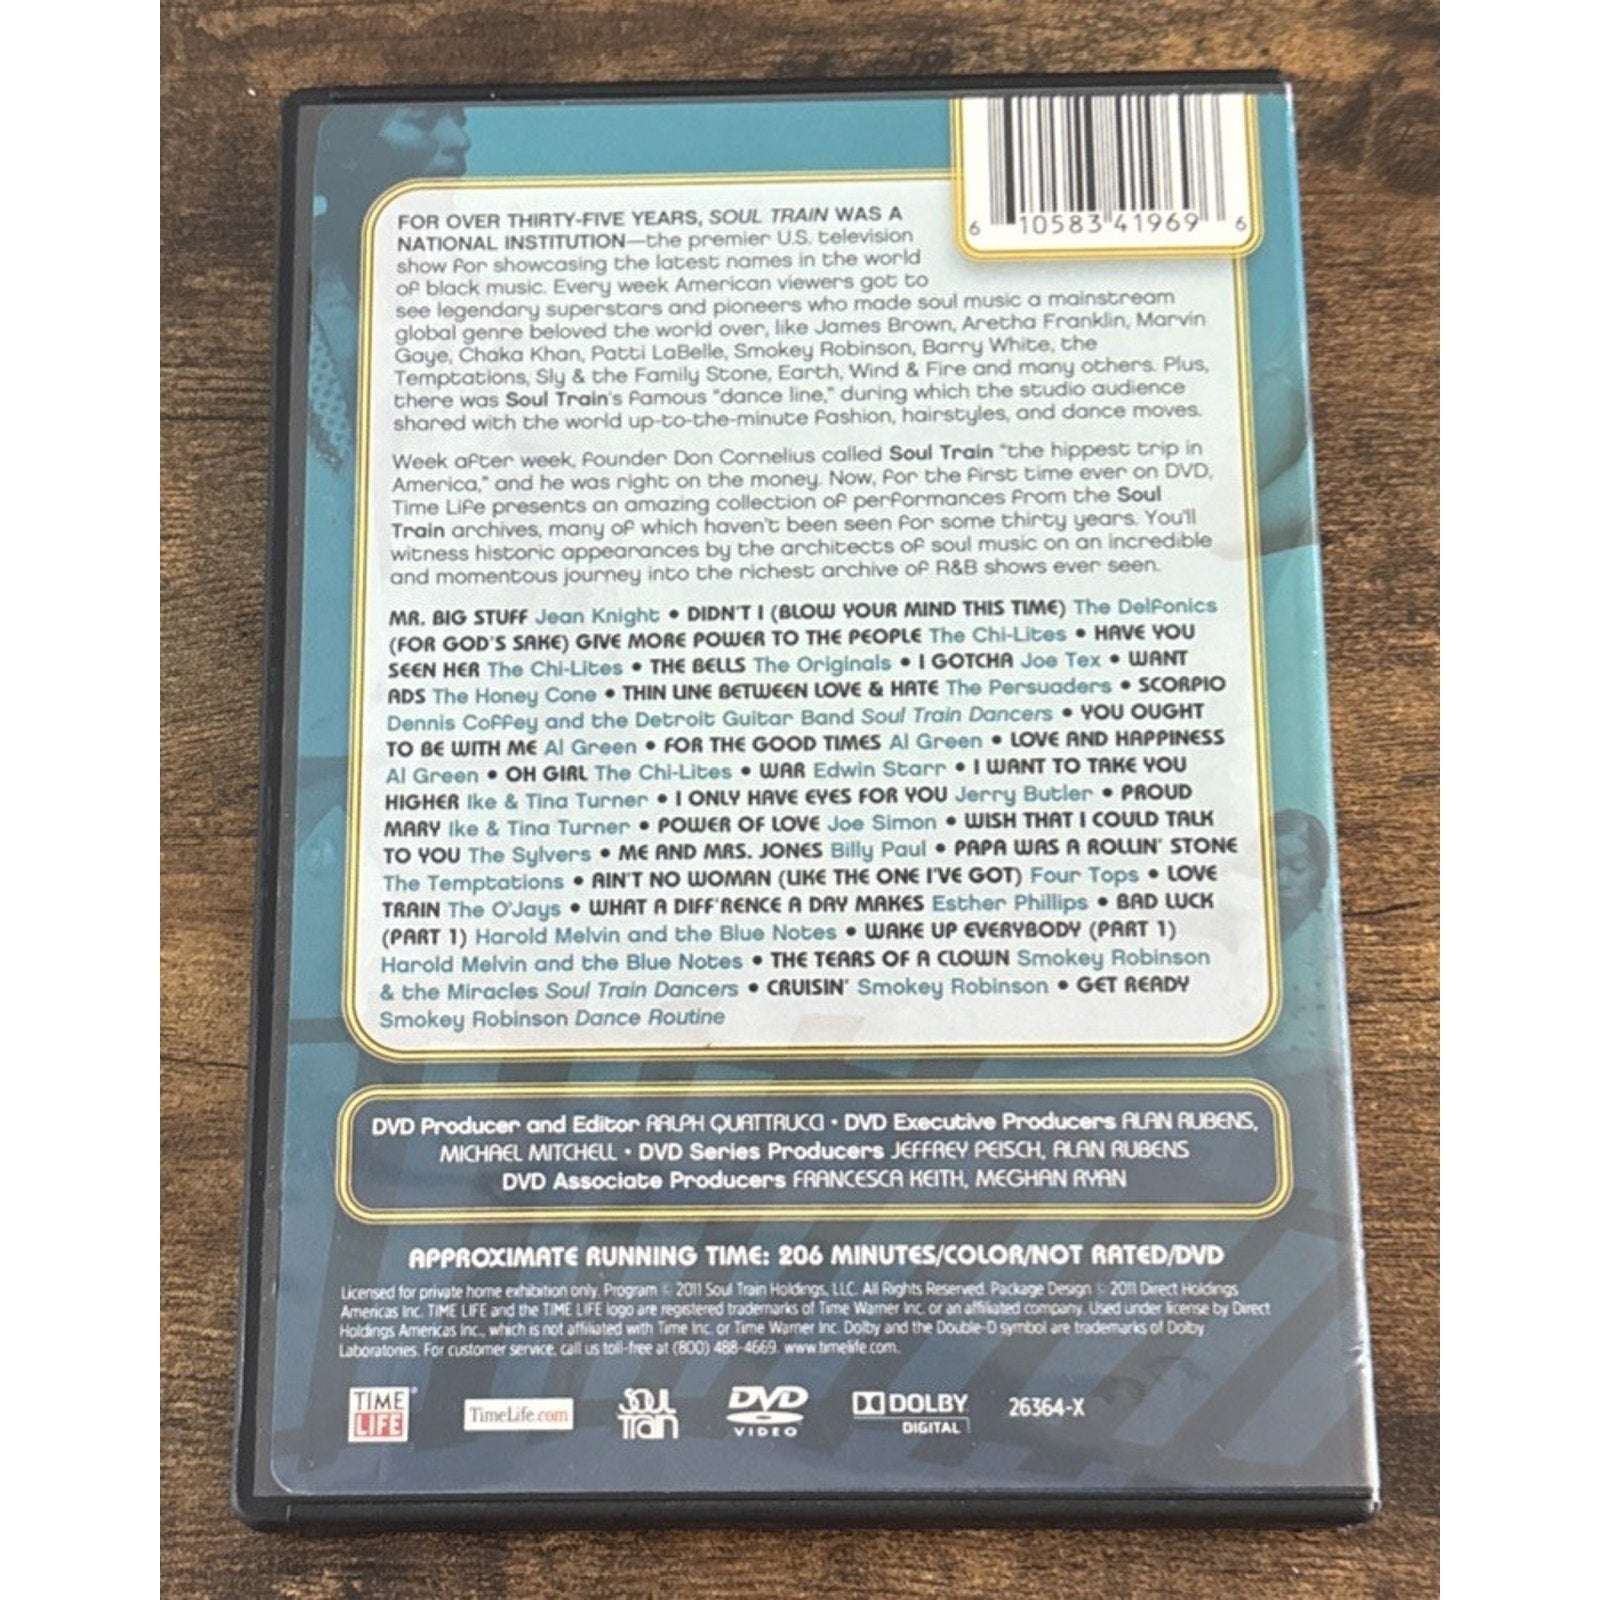 6 10583 41969 6
FOR OVER THIRTY-FIVE YEARS, SOUL TRAIN WAS A
NATIONAL INSTITUTION—the premier U.S. television
show for showcasing the latest names in the world
of black music. Every week American viewers got to
see legendary superstars and pioneers who made soul music a mainstream
global genre beloved the world over, like James Brown, Aretha Franklin, Marvin
Gaye, Chaka Khan, Patti LaBelle, Smokey Robinson, Barry White, the
Temptations, Sly & the Family Stone, Earth, Wind & Fire and many others. Plus,
there was Soul Train's famous "dance line," during which the studio audience
shared with the world up-to-the-minute fashion, hairstyles, and dance moves.
Week after week, founder Don Cornelius called Soul Train "the hippest trip in
America," and he was right on the money. Now, for the first time ever on DVD,
Time Life presents an amazing collection of performances from the Soul
Train archives, many of which haven't been seen for some thirty years. You'll
witness historic appearances by the architects of soul music on an incredible
and momentous journey into the richest archive of R&B shows ever seen.
MR. BIG STUFF Jean Knight • DIDN'T I (BLOW YOUR MIND THIS TIME) The Delfonics
(FOR GOD'S SAKE) GIVE MORE POWER TO THE PEOPLE The Chi-Lites • HAVE YOU
SEEN HER The Chi-Lites • THE BELLS The Originals • I GOTCHA Joe Tex • WANT
ADS The Honey Cone • THIN LINE BETWEEN LOVE & HATE The Persuaders • SCORPIO
Dennis Coffey and the Detroit Guitar Band Soul Train Dancers • YOU OUGHT
TO BE WITH ME Al Green • FOR THE GOOD TIMES Al Green • LOVE AND HAPPINESS
Al Green • OH GIRL The Chi-Lites • WAR Edwin Starr • I WANT TO TAKE YOU
HIGHER Ike & Tina Turner • I ONLY HAVE EYES FOR YOU Jerry Butler • PROUD
MARY Ike & Tina Turner • POWER OF LOVE Joe Simon • WISH THAT I COULD TALK
TO YOU The Sylvers • ME AND MRS. JONES Billy Paul • PAPA WAS A ROLLIN' STONE
The Temptations • AIN'T NO WOMAN (LIKE THE ONE I'VE GOT) Four Tops • LOVE
TRAIN The O'Jays • WHAT A DIFF'RENCE A DAY MAKES Esther Phillips • BAD LUCK
(PART 1) Harold Melvin and the Blue Notes • WAKE UP EVERYBODY (PART 1)
Harold Melvin and the Blue Notes • THE TEARS OF A CLOWN Smokey Robinson
& the Miracles Soul Train Dancers • CRUISIN' Smokey Robinson • GET READY
Smokey Robinson Dance Routine
DVD Producer and Editor RALPH QUATTRUCCI • DVD Executive Producers ALAN RUBENS,
MICHAEL MITCHELL • DVD Series Producers JEFFREY PEISCH, ALAN RUBENS
DVD Associate Producers FRANCESCA KEITH, MEGHAN RYAN
APPROXIMATE RUNNING TIME: 206 MINUTES/COLOR/NOT RATED/DVD
Licensed for private home exhibition only. Program © 2011 Soul Train Holdings, LLC. All Rights Reserved. Package Design © 2011 Direct Holdings
Americas Inc. TIME LIFE and the TIME LIFE logo are registered trademarks of Time Warner Inc. or an affiliated company. Used under license by Direct
Holdings Americas Inc., which is not affiliated with Time Inc. or Time Warner Inc. Dolby and the Double-D symbol are trademarks of Dolby
Laboratories. For customer service, call us toll-free at (800) 488-4669. www.timelife.com.
TIME LIFE® TimeLife.com SOUL TRAIN DVD VIDEO DOLBY DIGITAL 26364-X